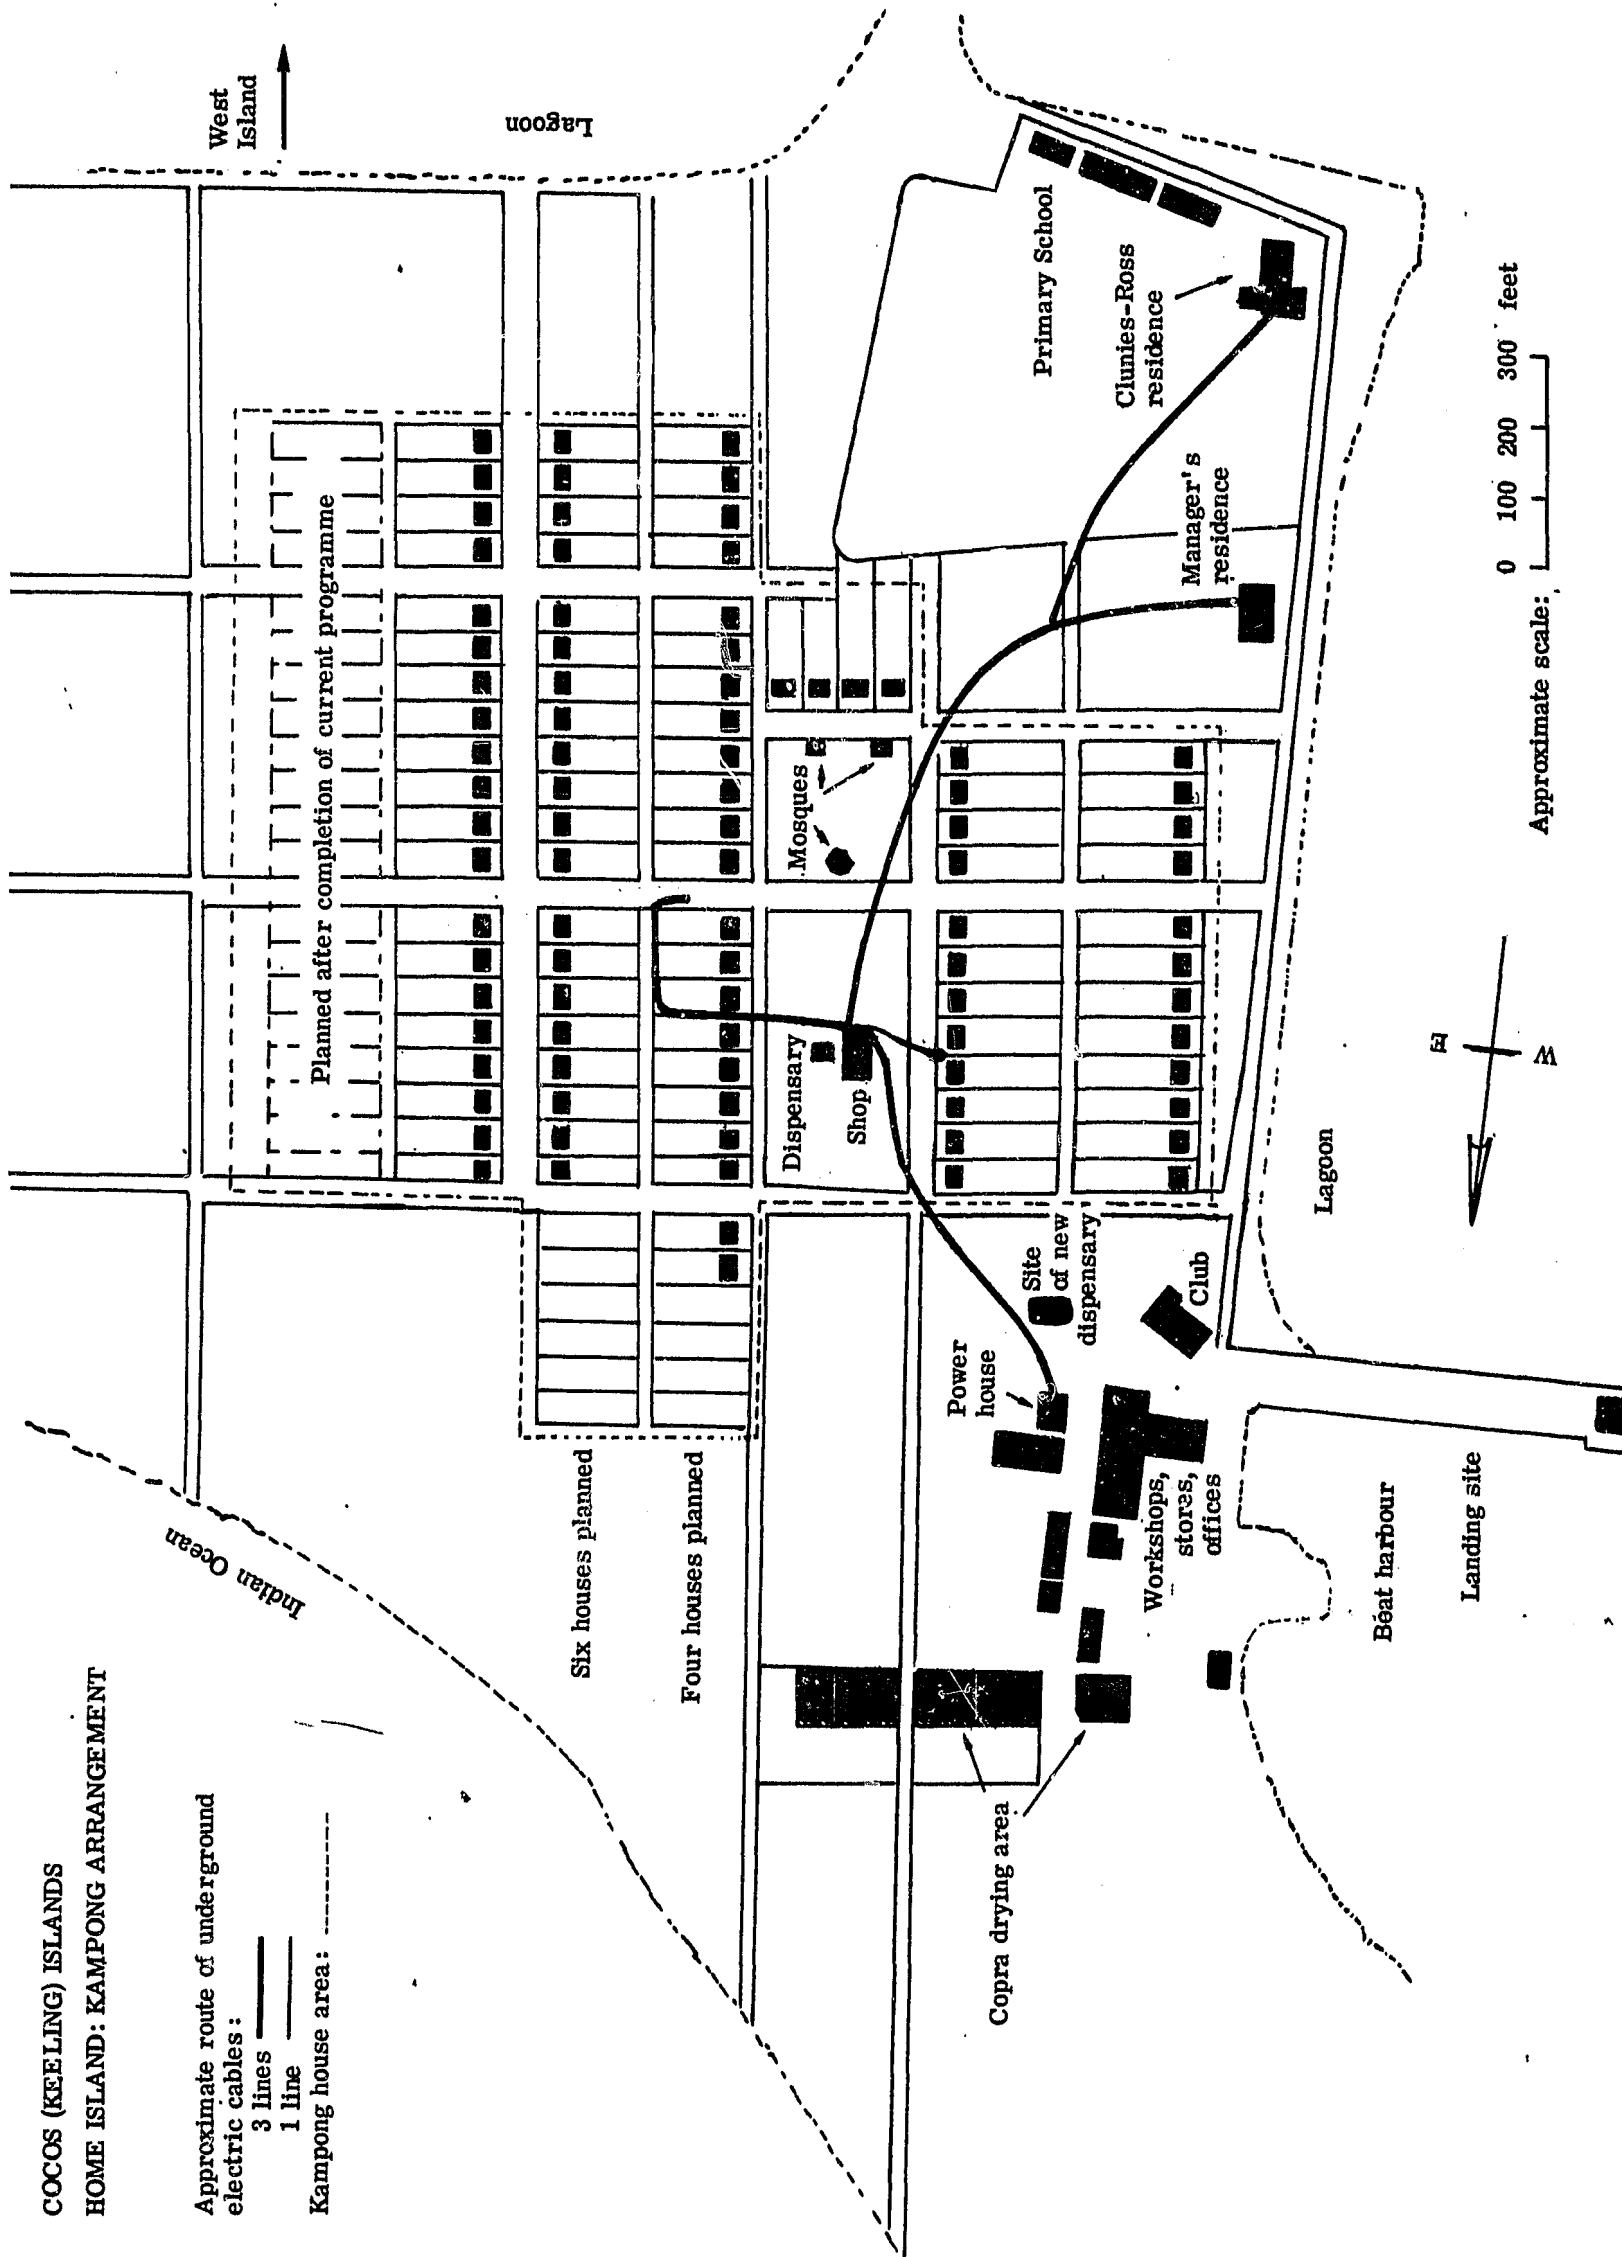 COCOS (KEELING) ISLANDS
HOME ISLAND: KAMPONG ARRANGEMENT
Approximate route of underground
electric cables:
3 lines
1 line
Kampong house area:
Indian Ocean
West
Island
Lagoon
Planned after completion of current programme
Six houses planned
Four houses planned
Dispensary
Shop
Mosques
Primary School
Clunies-Ross
residence
Manager's
residence
Copra drying area
Power
house
Site
of new
dispensary
Club
Workshops,
stores,
offices
Boat harbour
Landing site
Lagoon
E
W
Approximate scale:
0 100 200 300 feet